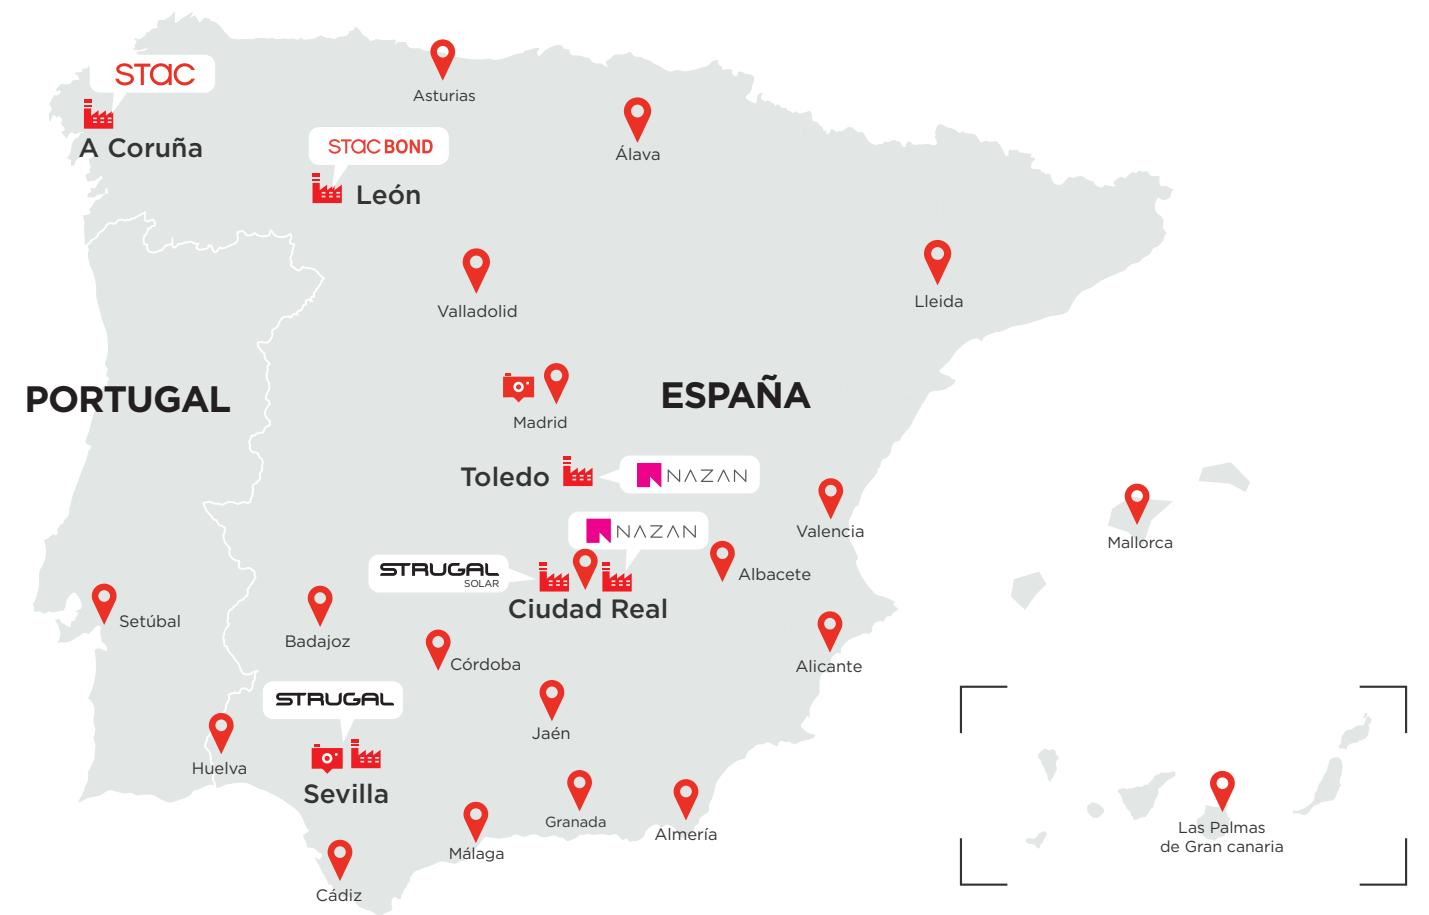 STAC
Asturias
A Coruña
Álava
STAC BOND
León
Lleida
Valladolid
PORTUGAL
ESPAÑA
Madrid
Toledo
NAZAN
NAZAN
Valencia
Mallorca
STRUGAL
SOLAR
Albacete
Ciudad Real
Setúbal
Badajoz
Córdoba
Alicante
STRUGAL
Jaén
Huelva
Sevilla
Granada
Almería
Málaga
Cádiz
Las Palmas
de Gran canaria